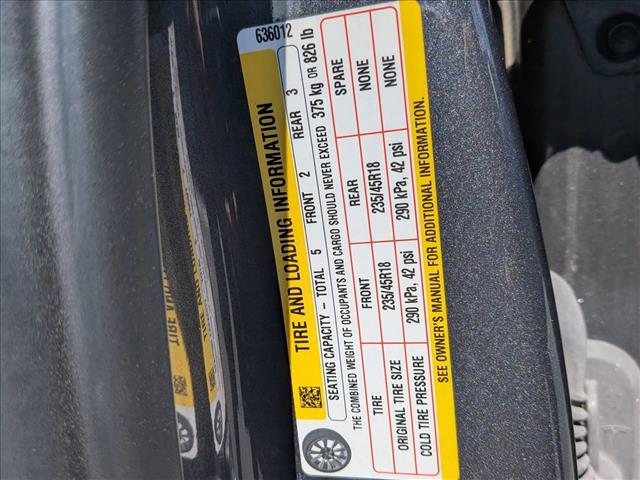 636012
TIRE AND LOADING INFORMATION
SEATING CAPACITY – TOTAL 5 FRONT 2 REAR 3
THE COMBINED WEIGHT OF OCCUPANTS AND CARGO SHOULD NEVER EXCEED 375 kg OR 826 lb
TIRE FRONT REAR SPARE
ORIGINAL TIRE SIZE 235/45R18 235/45R18 NONE
COLD TIRE PRESSURE 290 kPa, 42 psi 290 kPa, 42 psi NONE
SEE OWNER'S MANUAL FOR ADDITIONAL INFORMATION.